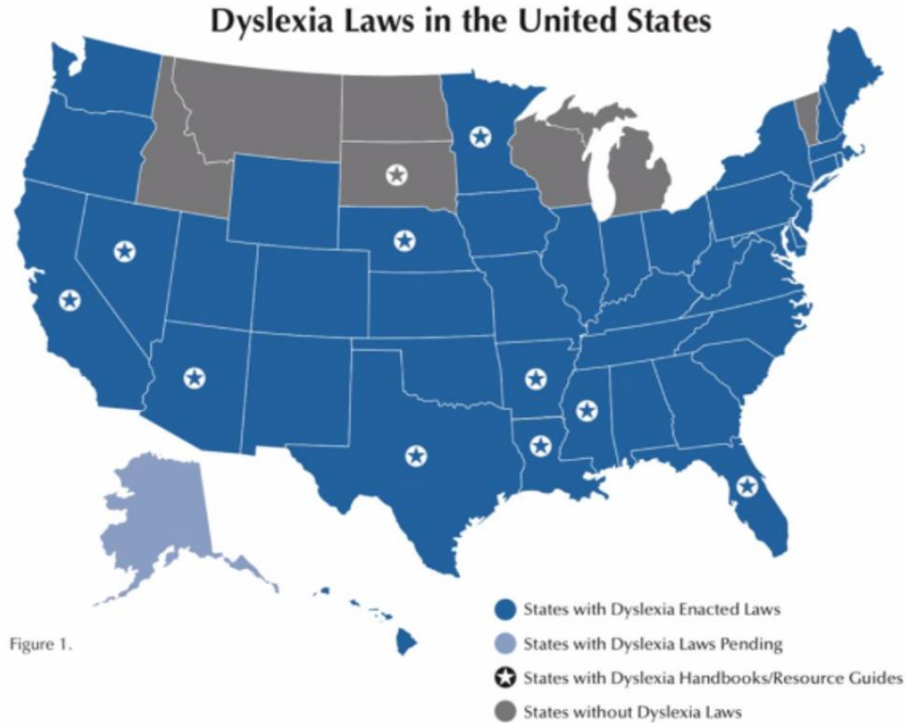 Dyslexia Laws in the United States
States with Dyslexia Enacted Laws
Figure 1.
States with Dyslexia Laws Pending
States with Dyslexia Handbooks/Resource Guides
States without Dyslexia Laws